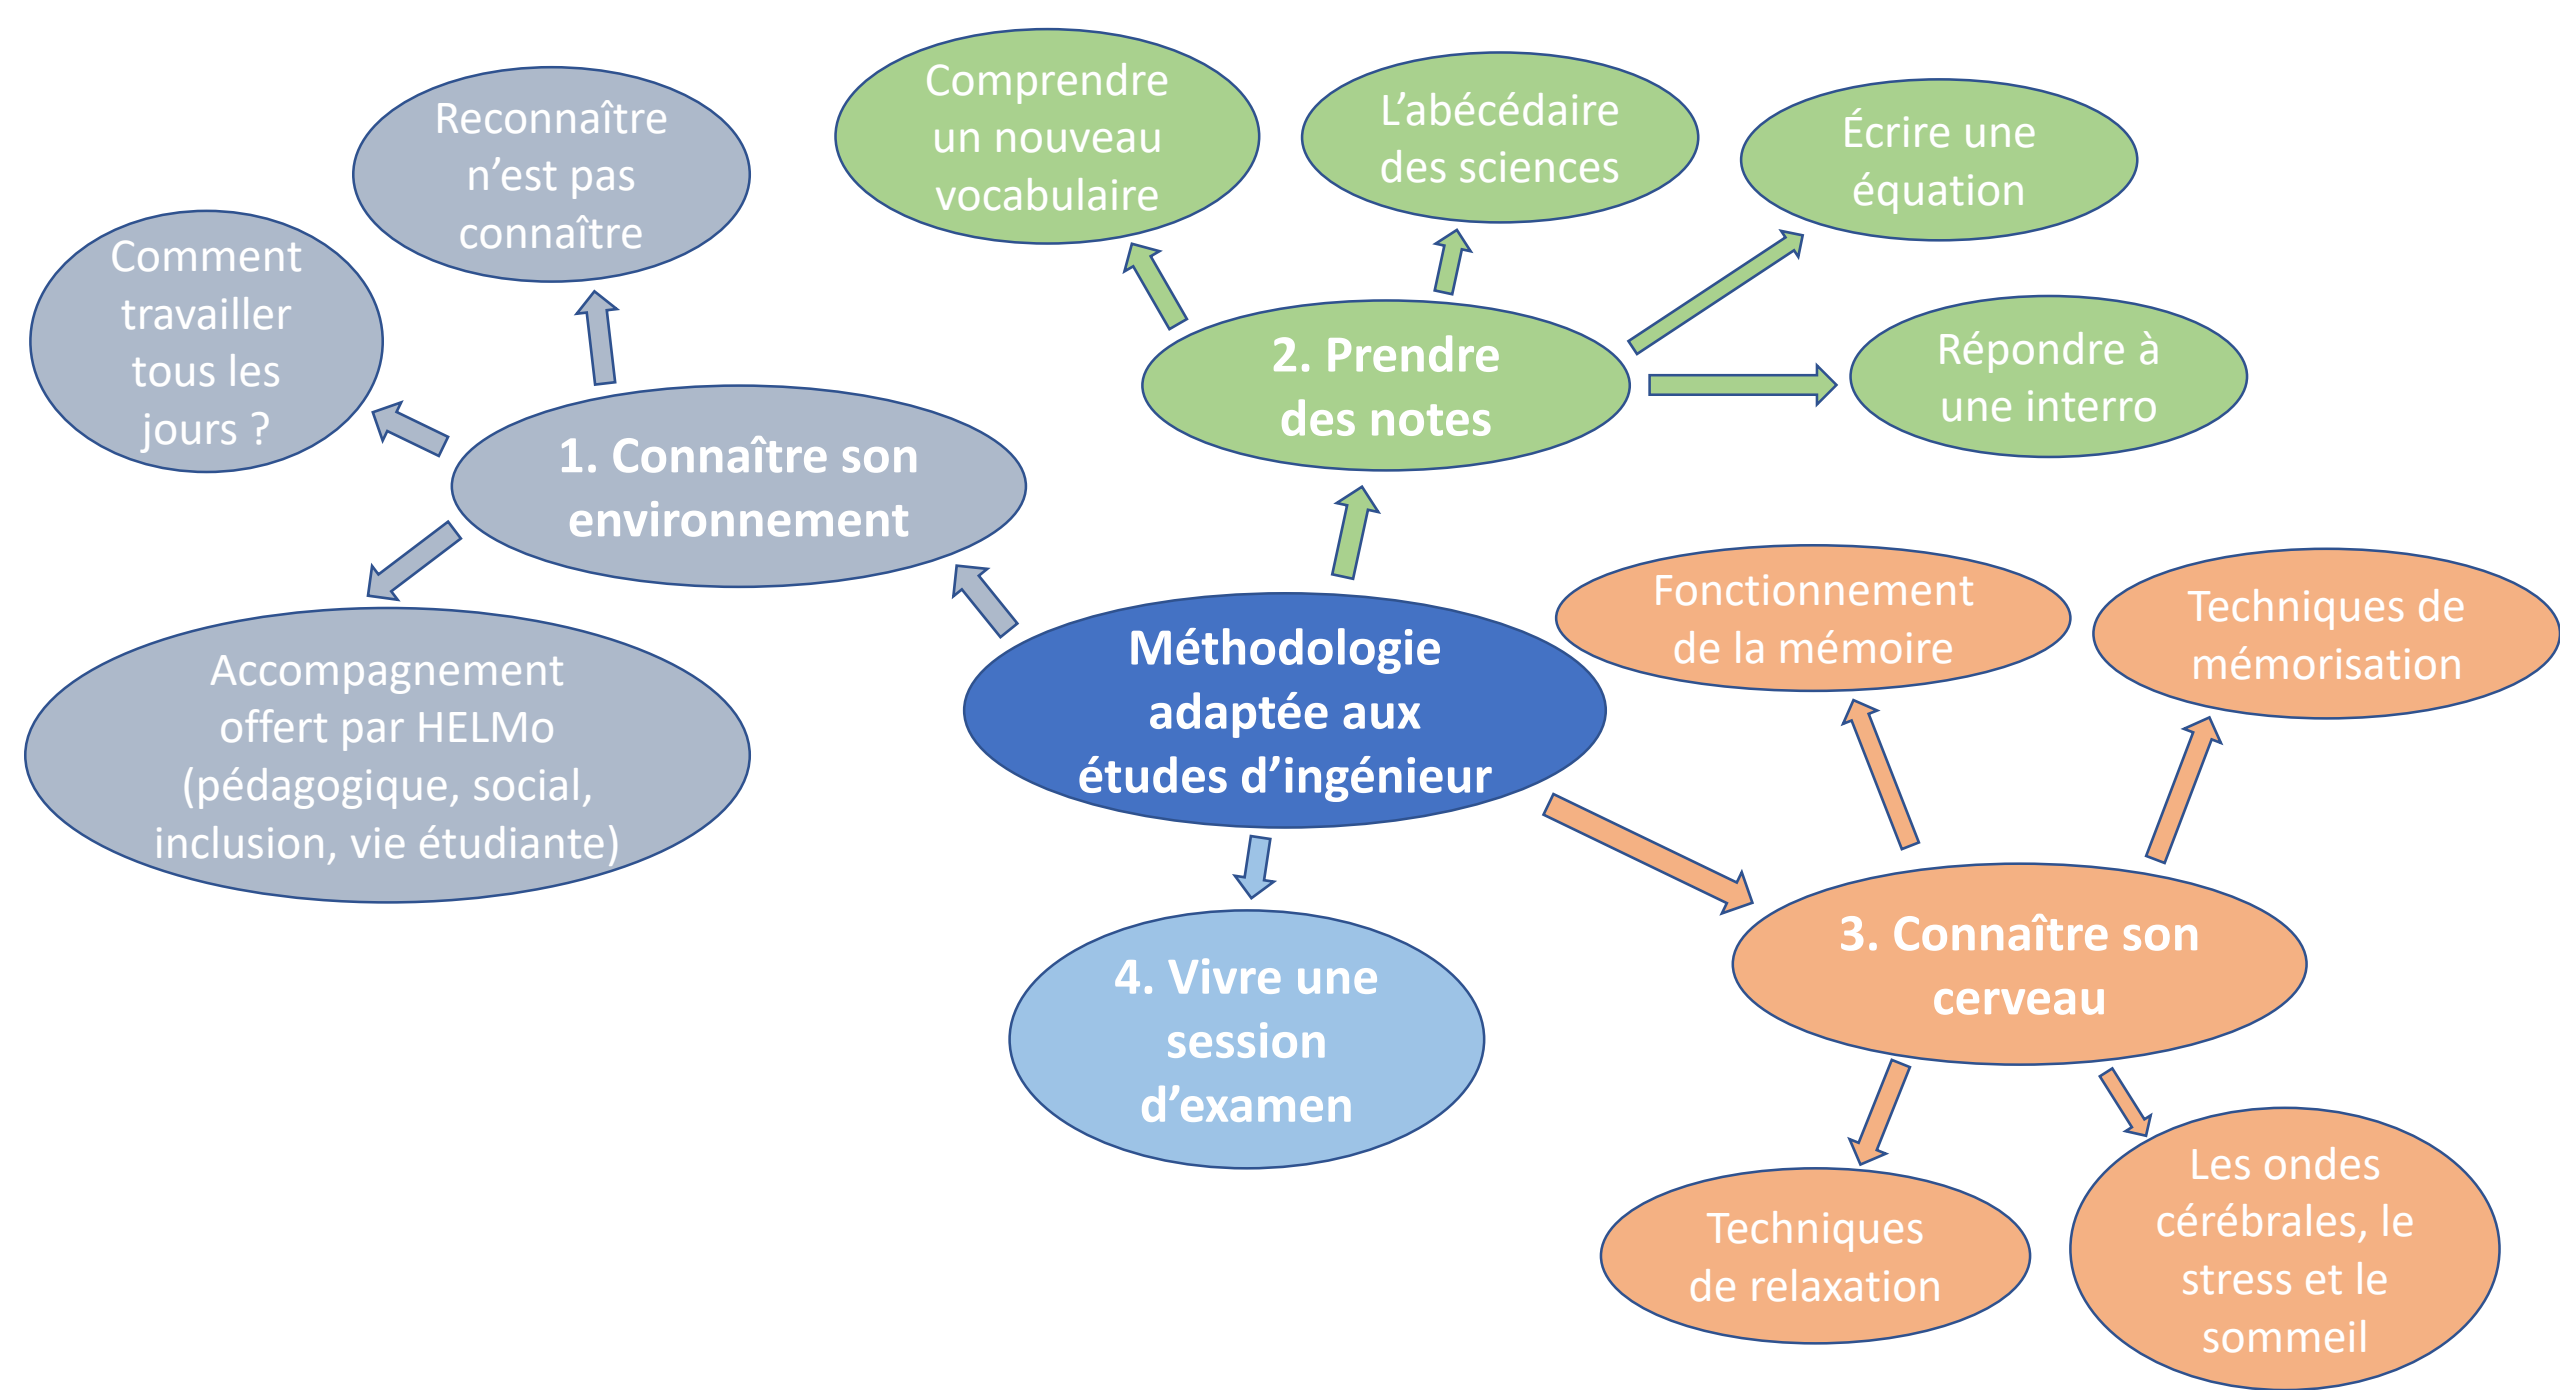 Comprendre
un nouveau
vocabulaire
L’abécédaire
des sciences
Écrire une
équation
Reconnaître
n’est pas
connaître
Comment
travailler
tous les
jours ?
2. Prendre
des notes
Répondre à
une interro
1. Connaître son
environnement
Fonctionnement
de la mémoire
Techniques de
mémorisation
Méthodologie
adaptée aux
études d’ingénieur
Accompagnement
offert par HELMo
(pédagogique, social,
inclusion, vie étudiante)
3. Connaître son
cerveau
4. Vivre une
session
d’examen
Techniques
de relaxation
Les ondes
cérébrales, le
stress et le
sommeil